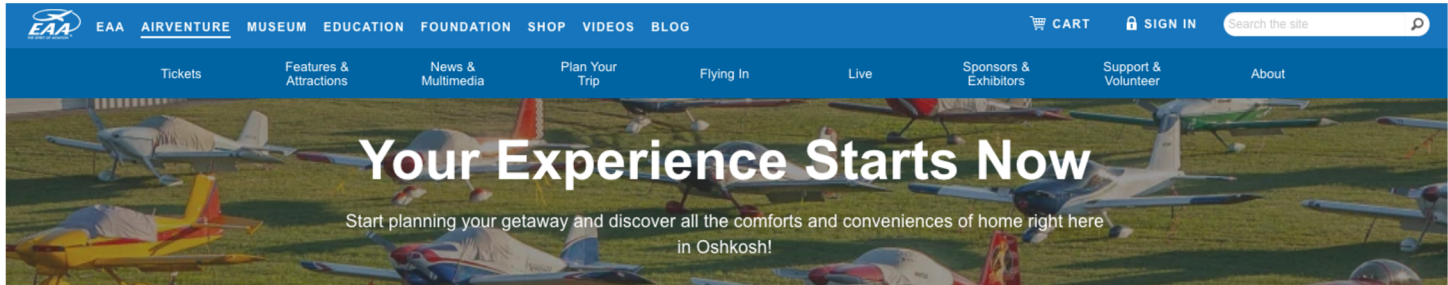 EAA
EAA AIRVENTURE MUSEUM EDUCATION FOUNDATION SHOP VIDEOS BLOG
CART SIGN IN Search the site
Tickets
Features &
Attractions
News &
Multimedia
Plan Your
Trip
Flying In
Live
Sponsors &
Exhibitors
Support &
Volunteer
About
Your Experience Starts Now
Start planning your getaway and discover all the comforts and conveniences of home right here
in Oshkosh!